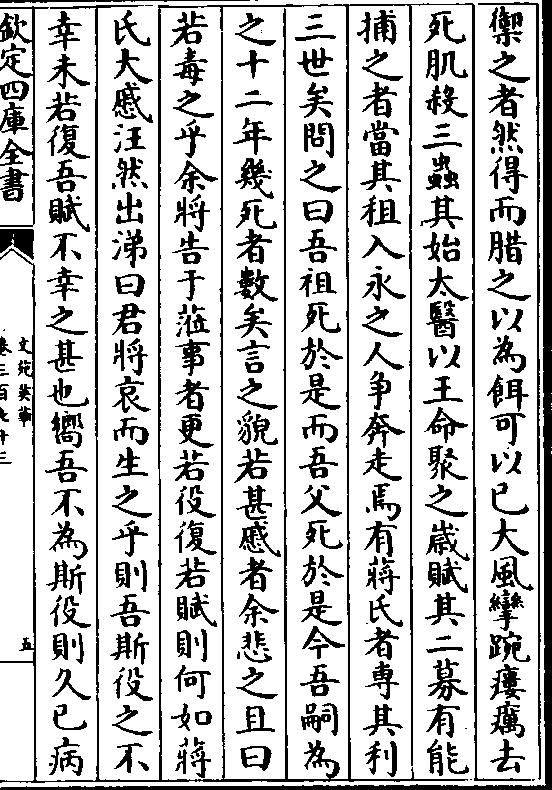 禦之者然得而腊之以為餌可以已大風攣踠瘻癘去
死肌殺三蟲其始太醫以王命聚之歲賦其二募有能
捕之者當其租入永之人争奔走焉有蔣氏者專其利
三世矣問之曰吾祖死於是而吾父死於是今吾嗣為
之十二年幾死者數矣言之貌若甚慼者余悲之且曰
若毒之乎余將告于莅事者更若役復若賦則何如蔣
氏大慼汪然出涕曰君將哀而生之乎則吾斯役之不
幸未若復吾賦不幸之甚也嚮吾不為斯役則久已病
欽定四庫全書
文苑英華
卷三百七十三
五